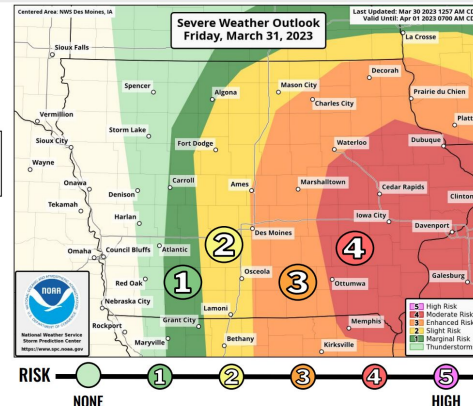 Centered Area: NWS Des Moines, IA
Severe Weather Outlook
Friday, March 31, 2023
Last Updated: Mar 30 2023 1257 AM CD
Valid Until: Apr 01 2023 0700 AM CD
La Crosse
Sioux Falls
Decorah
Spencer
Algona
Mason City
Prairie du Chien
Charles City
Vermillion
Platt
Storm Lake
Fort Dodge
Waterloo
Dubuque
Sioux City
Wayne
Onawa
Carroll
Ames
Marshalltown
Cedar Rapids
Denison
Clinton
Tekamah
Harlan
Iowa City
Des Moines
Davenport
Omaha
Council Bluffs
Atlantic
2
4
Osceola
Galesburg
Red Oak
1
3
Ottumwa
NOAA
Nebraska City
Lamoni
Rockport
Grant City
Memphis
National Weather Service
Storm Prediction Center
https://www.spc.noaa.gov
Maryville
Bethany
Kirksville
5 High Risk
4 Moderate Risk
3 Enhanced Risk
2 Slight Risk
1 Marginal Risk
Thunderstorm
RISK
1
2
3
4
5
NONE
HIGH